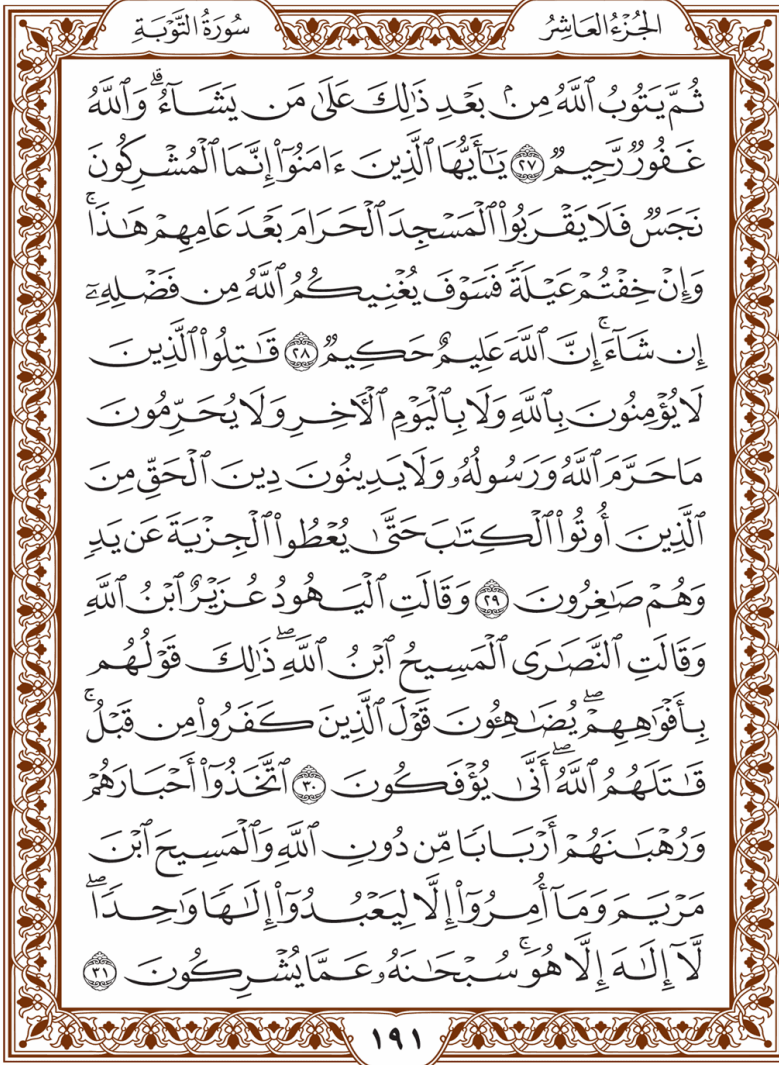 الجُزْءُ العَاشِرُ
سُورَةُ التَّوْبَةِ
ثُمَّ يَتُوبُ ٱللَّهُ مِنۢ بَعْدِ ذَٰلِكَ عَلَىٰ مَن يَشَآءُۗ وَٱللَّهُ
غَفُورٌ رَّحِيمٌ ٢٧ يَـٰٓأَيُّهَا ٱلَّذِينَ ءَامَنُوٓاْ إِنَّمَا ٱلْمُشْرِكُونَ
نَجَسٌ فَلَا يَقْرَبُواْ ٱلْمَسْجِدَ ٱلْحَرَامَ بَعْدَ عَامِهِمْ هَـٰذَاۚ
وَإِنْ خِفْتُمْ عَيْلَةً فَسَوْفَ يُغْنِيكُمُ ٱللَّهُ مِن فَضْلِهِۦٓ
إِن شَآءَۚ إِنَّ ٱللَّهَ عَلِيمٌ حَكِيمٌ ٢٨ قَـٰتِلُواْ ٱلَّذِينَ
لَا يُؤْمِنُونَ بِٱللَّهِ وَلَا بِٱلْيَوْمِ ٱلْأَخِرِ وَلَا يُحَرِّمُونَ
مَا حَرَّمَ ٱللَّهُ وَرَسُولُهُۥ وَلَا يَدِينُونَ دِينَ ٱلْحَقِّ مِنَ
ٱلَّذِينَ أُوتُواْ ٱلْكِتَـٰبَ حَتَّىٰ يُعْطُواْ ٱلْجِزْيَةَ عَن يَدٍ
وَهُمْ صَـٰغِرُونَ ٢٩ وَقَالَتِ ٱلْيَهُودُ عُزَيْرٌ ٱبْنُ ٱللَّهِ
وَقَالَتِ ٱلنَّصَـٰرَى ٱلْمَسِيحُ ٱبْنُ ٱللَّهِۖ ذَٰلِكَ قَوْلُهُم
بِأَفْوَٰهِهِمْۖ يُضَـٰهِـُٔونَ قَوْلَ ٱلَّذِينَ كَفَرُواْ مِن قَبْلُۚ
قَـٰتَلَهُمُ ٱللَّهُۖ أَنَّىٰ يُؤْفَكُونَ ٣٠ ٱتَّخَذُوٓاْ أَحْبَارَهُمْ
وَرُهْبَـٰنَهُمْ أَرْبَابًا مِّن دُونِ ٱللَّهِ وَٱلْمَسِيحَ ٱبْنَ
مَرْيَمَ وَمَآ أُمِرُوٓاْ إِلَّا لِيَعْبُدُوٓاْ إِلَـٰهًا وَٰحِدًاۖ
لَّآ إِلَـٰهَ إِلَّا هُوَۚ سُبْحَـٰنَهُۥ عَمَّا يُشْرِكُونَ ٣١
١٩١